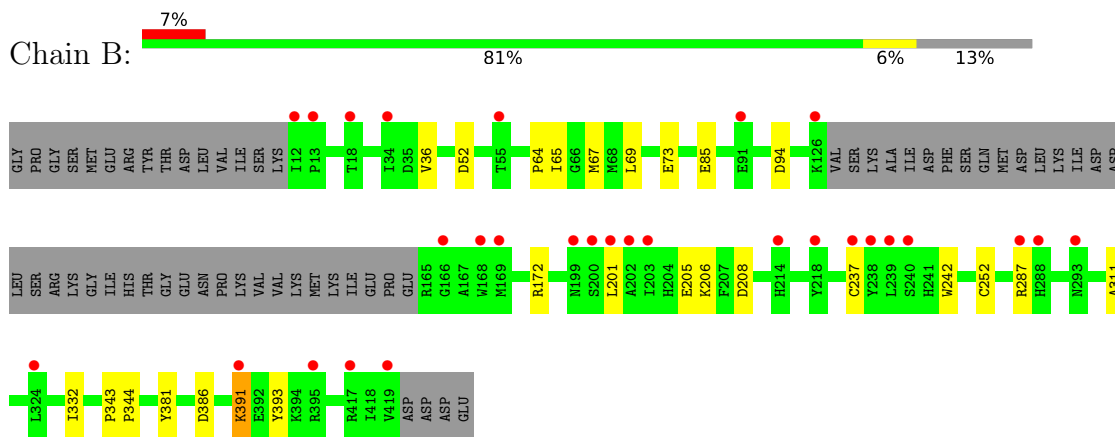 7%
Chain B:
81% 6% 13%
GLY PRO GLY SER MET GLU ARG TYR THR ASP LEU VAL ILE SER LYS I12 P13 T18 I34 D35 V36 D52 T55 P64 I65 G66 M67 M68 L69 E73 E85 E91 D94 K126 VAL SER LYS ALA ILE ASP PHE SER GLN MET ASP LEU LYS ILE ASP ASP
LEU SER ARG LYS GLY ILE HIS THR GLY GLU ASN PRO LYS VAL VAL LYS MET LYS ILE GLU PRO GLU R165 G166 A167 W168 M169 R172 N199 S200 L201 A202 I203 H204 E205 K206 F207 D208 H214 Y218 C237 Y238 L239 S240 H241 W242 C252 R287 H288 N293 A311
L324 I332 P343 P344 Y381 D386 K391 E392 Y393 K394 R395 R417 I418 V419 ASP ASP ASP GLU